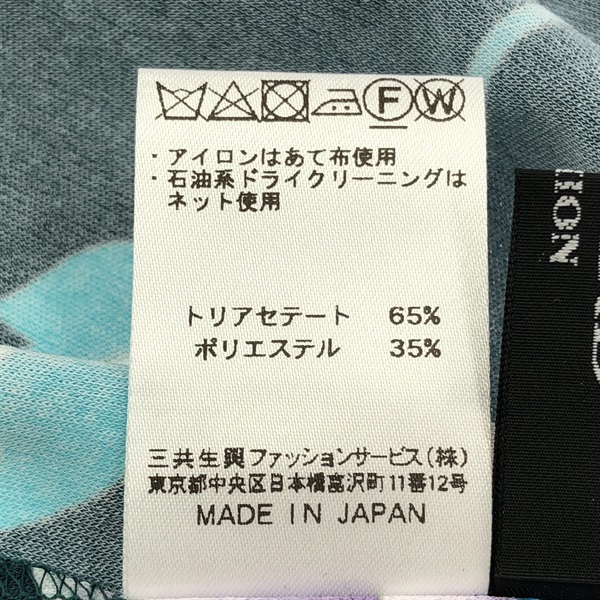 F W
・アイロンはあて布使用
・石油系ドライクリーニングは
ネット使用
トリアセテート 65%
ポリエステル 35%
三共生興ファッションサービス(株)
東京都中央区日本橋富沢町11番12号
MADE IN JAPAN